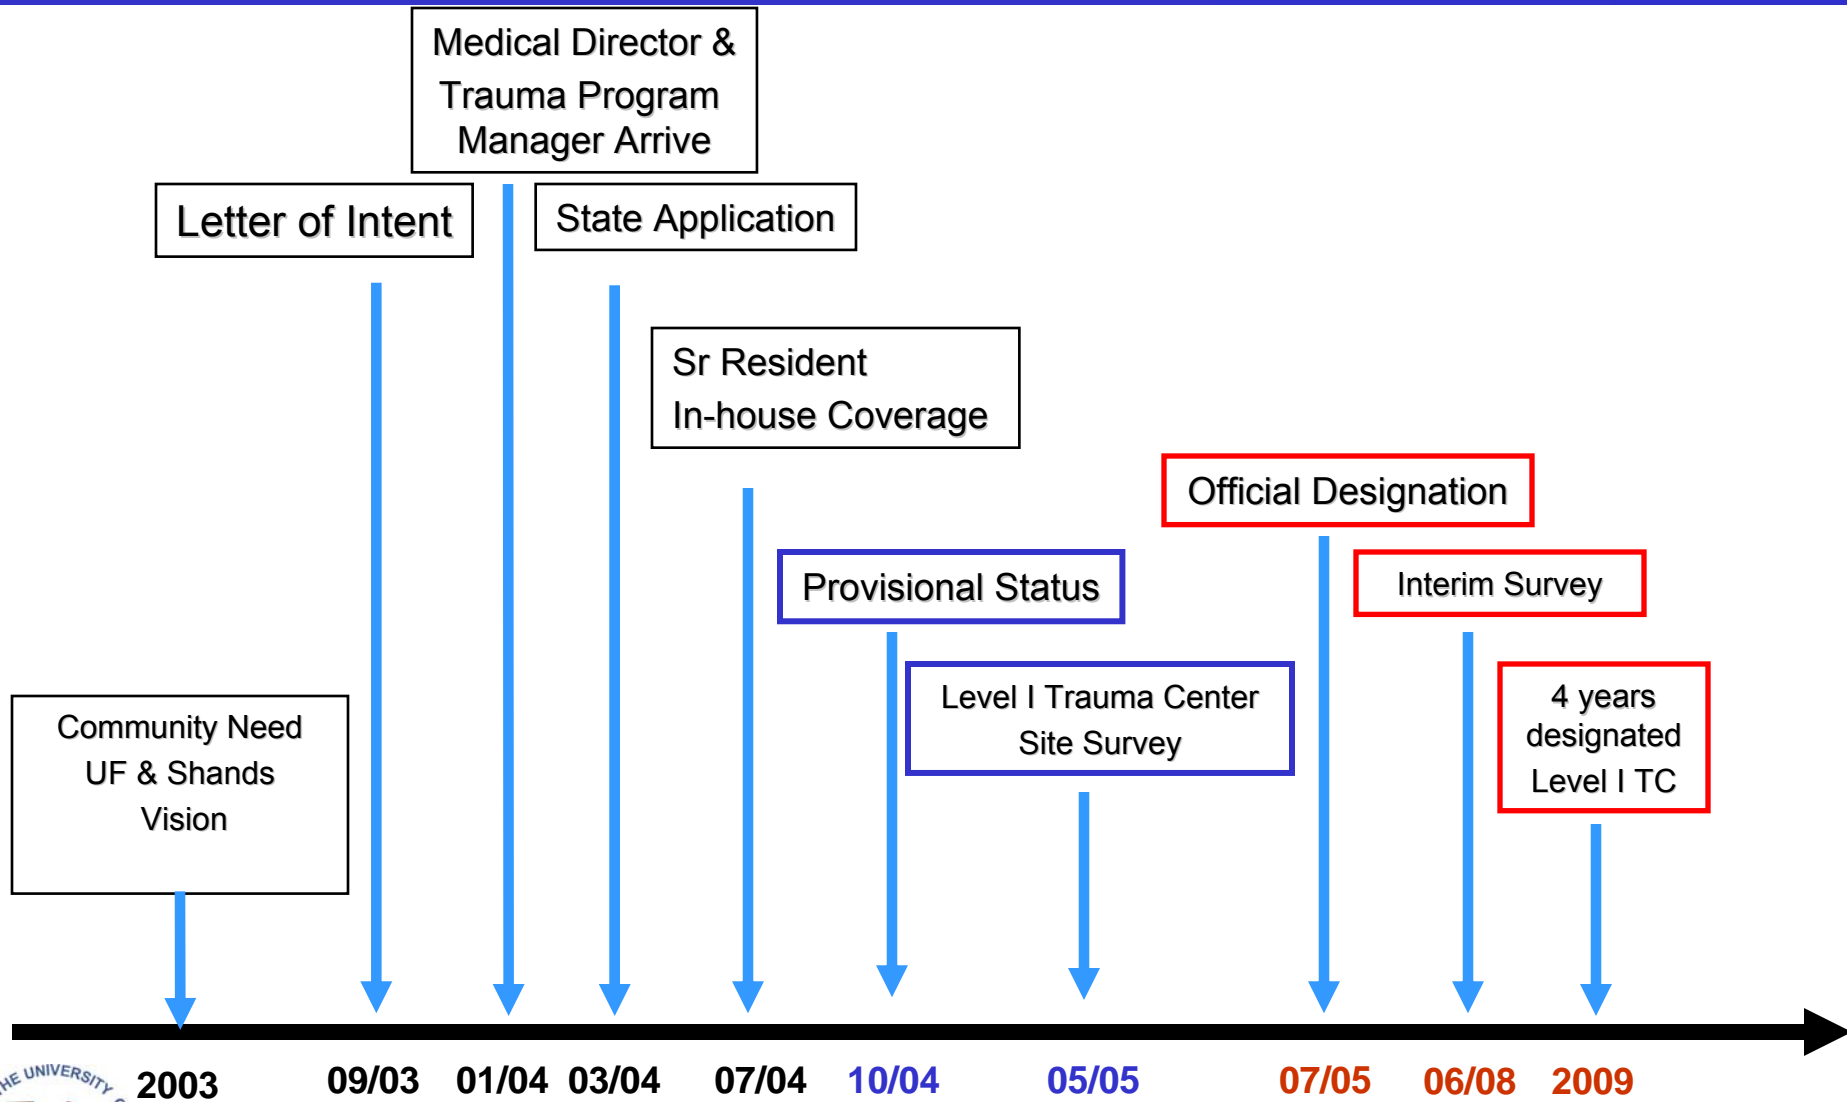 Medical Director &
Trauma Program
Manager Arrive
Letter of Intent
State Application
Sr Resident
In-house Coverage
Official Designation
Provisional Status
Interim Survey
Level I Trauma Center
Site Survey
4 years
designated
Level I TC
Community Need
UF & Shands
Vision
2003 09/03 01/04 03/04 07/04 10/04 05/05 07/05 06/08 2009
THE UNIVERSITY